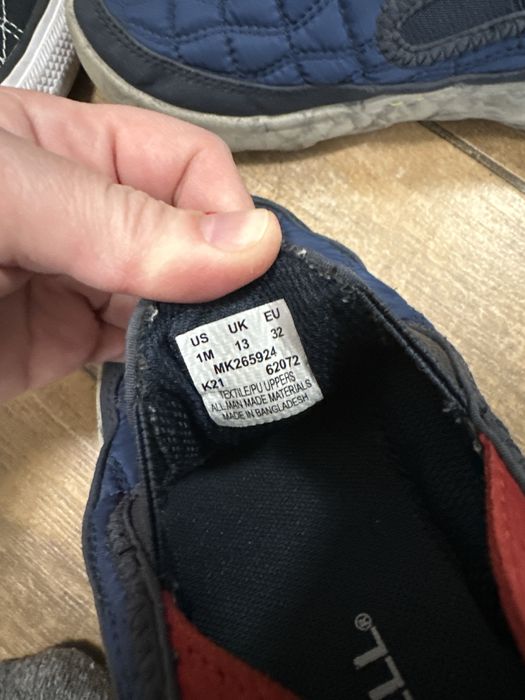 US UK EU
1M 13 32
MK265924
K21 62072
TEXTILE/PU UPPERS
ALL MAN MADE MATERIALS
MADE IN BANGLADESH
®